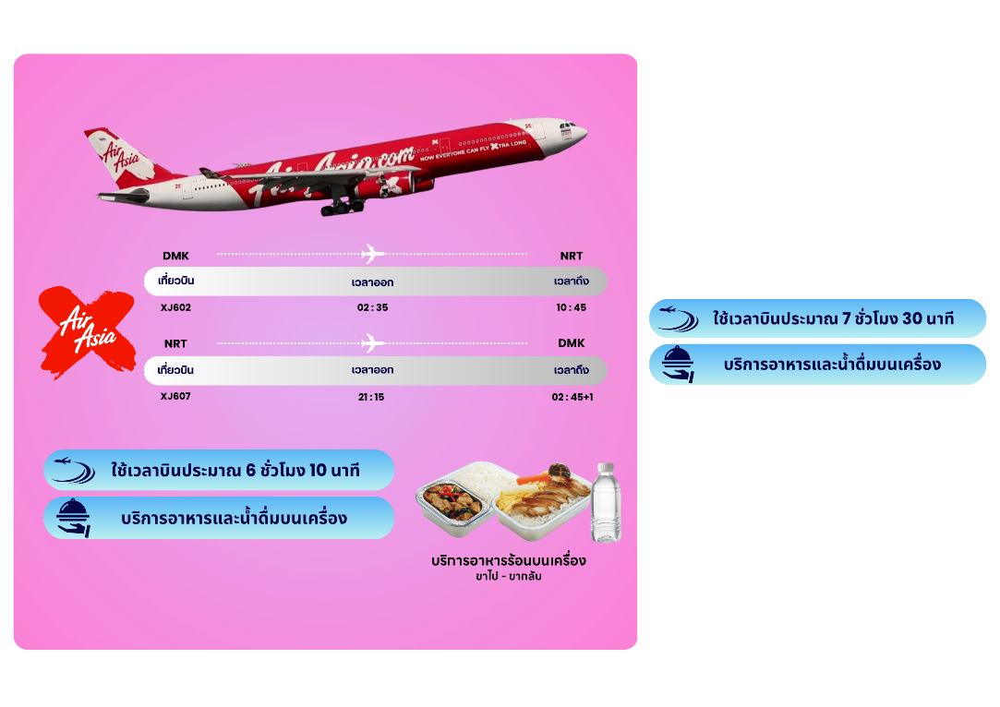 Air
Asia
AirAsia.com
NOW EVERYONE CAN FLY XTRA LONG
DMK
NRT
เที่ยวบิน
เวลาออก
เวลาถึง
XJ602
02 : 35
10 : 45
Air
Asia
NRT
DMK
เที่ยวบิน
เวลาออก
เวลาถึง
XJ607
21 : 15
02 : 45+1
ใช้เวลาบินประมาณ 6 ชั่วโมง 10 นาที
บริการอาหารและน้ำดื่มบนเครื่อง
บริการอาหารร้อนบนเครื่อง
ขาไป - ขากลับ
ใช้เวลาบินประมาณ 7 ชั่วโมง 30 นาที
บริการอาหารและน้ำดื่มบนเครื่อง